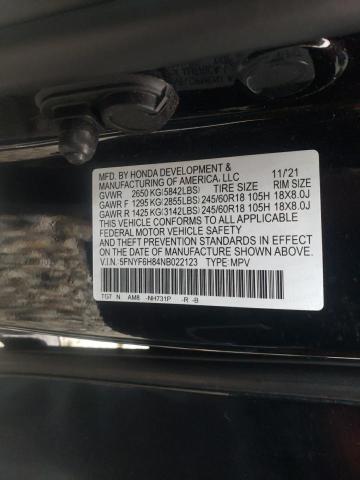 MFD. BY HONDA DEVELOPMENT & 11/'21
MANUFACTURING OF AMERICA, LLC
GVWR 2650 KG(5842LBS) TIRE SIZE RIM SIZE
GAWR F 1295 KG(2855LBS) 245/60R18 105H 18X8.0J
GAWR R 1425 KG(3142LBS) 245/60R18 105H 18X8.0J
THIS VEHICLE CONFORMS TO ALL APPLICABLE
FEDERAL MOTOR VEHICLE SAFETY
AND THEFT PREVENTION STANDARDS IN EFFECT
ON THE DATE OF MANUFACTURE SHOWN ABOVE.
V.I.N. 5FNYF6H84NB022123 TYPE:MPV
TGT N AM8 -NH731P -R -B